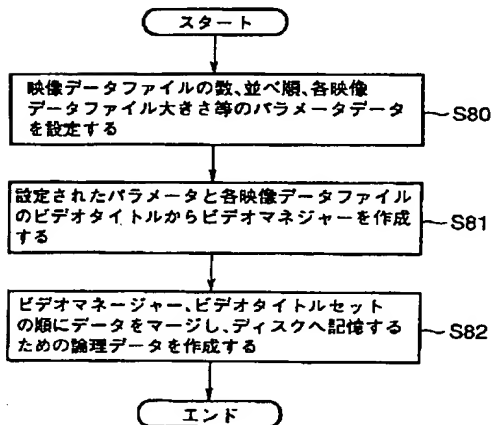 スタート
映像データファイルの数、並べ順、各映像
データファイル大きさ等のパラメータデータ
を設定する
S80
設定されたパラメータと各映像データファイル
のビデオタイトルからビデオマネジャーを作成
する
S81
ビデオマネージャー、ビデオタイトルセット
の順にデータをマージし、ディスクへ記憶する
ための論理データを作成する
S82
エンド